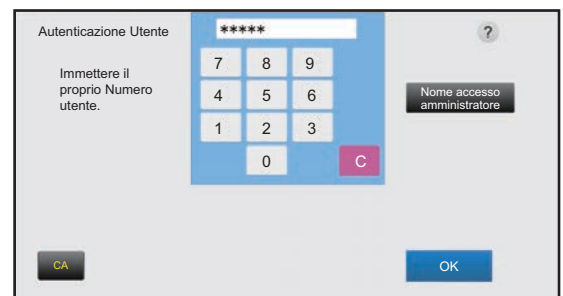 Autenticazione Utente
*****
?
Immettere il
proprio Numero
utente.
7 8 9
4 5 6
1 2 3
0 C
Nome accesso
amministratore
CA
OK